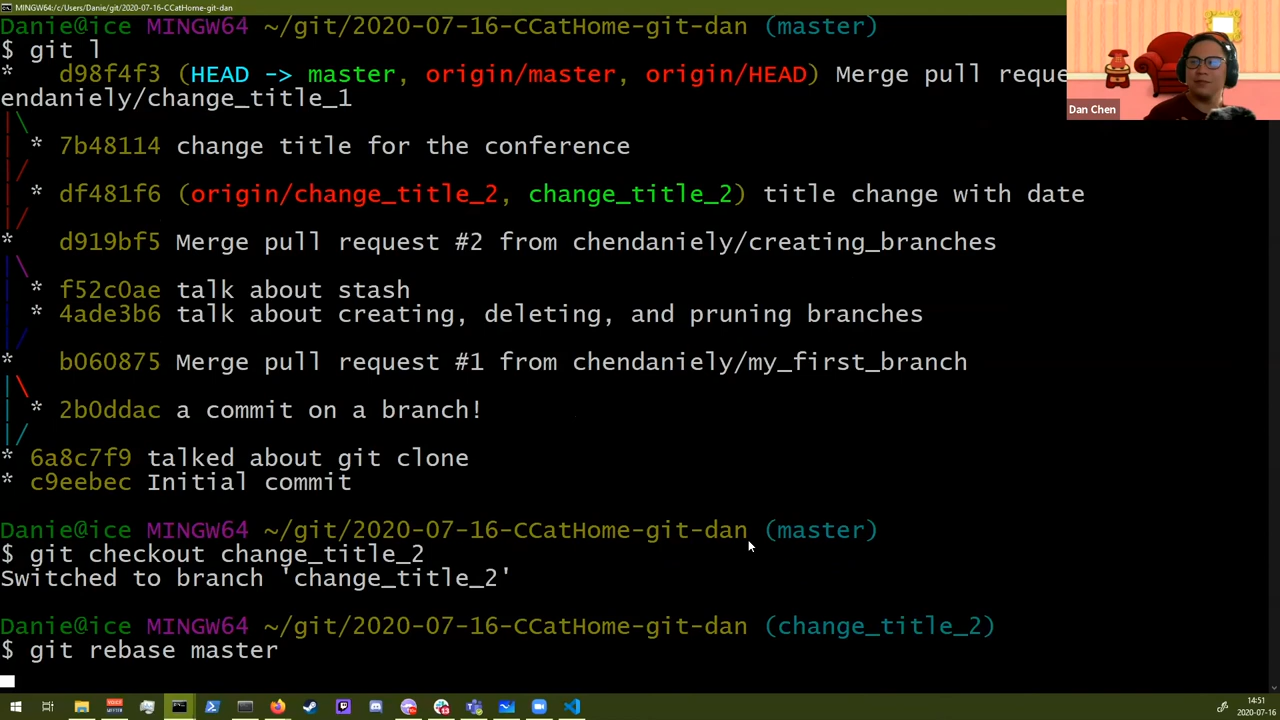 MINGW64:/c/Users/Danie/git/2020-07-16-CCatHome-git-dan
Danie@ice MINGW64 ~/git/2020-07-16-CCatHome-git-dan (master)
$ git l
* d98f4f3 (HEAD -> master, origin/master, origin/HEAD) Merge pull reque
endaniely/change_title_1
|\
| * 7b48114 change title for the conference
|/
| * df481f6 (origin/change_title_2, change_title_2) title change with date
|/
* d919bf5 Merge pull request #2 from chendaniely/creating_branches
|\
| * f52c0ae talk about stash
| * 4ade3b6 talk about creating, deleting, and pruning branches
|/
* b060875 Merge pull request #1 from chendaniely/my_first_branch
|\
| * 2b0ddac a commit on a branch!
|/
* 6a8c7f9 talked about git clone
* c9eebec Initial commit
Danie@ice MINGW64 ~/git/2020-07-16-CCatHome-git-dan (master)
$ git checkout change_title_2
Switched to branch 'change_title_2'
Danie@ice MINGW64 ~/git/2020-07-16-CCatHome-git-dan (change_title_2)
$ git rebase master
Dan Chen
14:51
2020-07-16